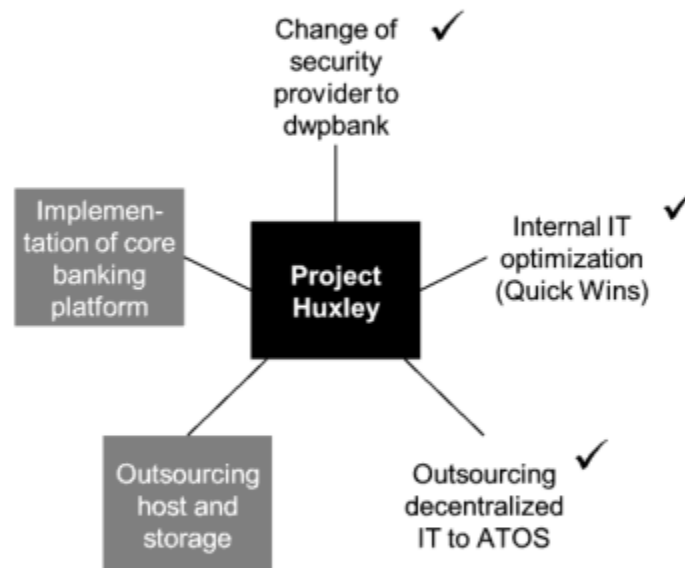 Change of
security
provider to
dwpbank
Implemen-
tation of core
banking
platform
Project
Huxley
Internal IT
optimization
(Quick Wins)
Outsourcing
host and
storage
Outsourcing
decentralized
IT to ATOS